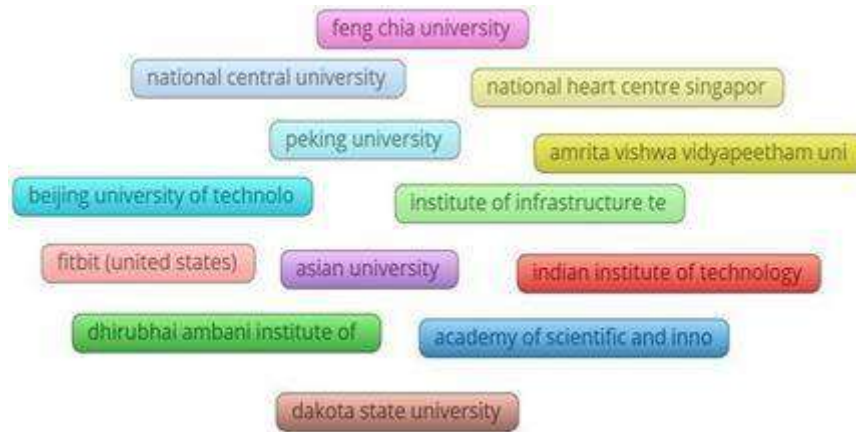 feng chia university
national central university
national heart centre singapor
peking university
amrita vishwa vidyapeetham uni
beijing university of technolo
institute of infrastructure te
fitbit (united states)
asian university
indian institute of technology
dhirubhai ambani institute of
academy of scientific and inno
dakota state university